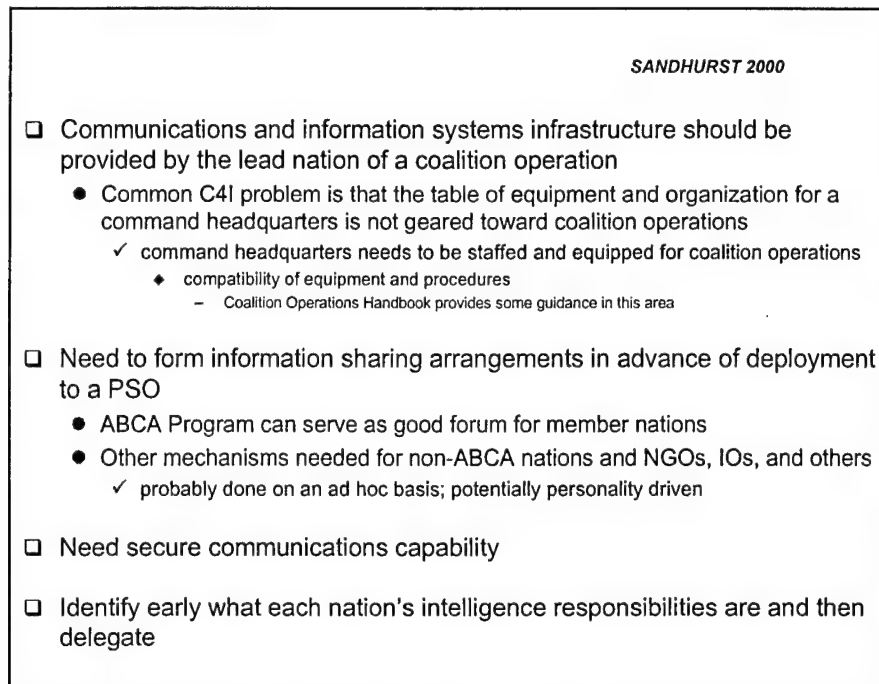 SANDHURST 2000
❑ Communications and information systems infrastructure should be
provided by the lead nation of a coalition operation
● Common C4I problem is that the table of equipment and organization for a
command headquarters is not geared toward coalition operations
✓ command headquarters needs to be staffed and equipped for coalition operations
◆ compatibility of equipment and procedures
– Coalition Operations Handbook provides some guidance in this area
❑ Need to form information sharing arrangements in advance of deployment
to a PSO
● ABCA Program can serve as good forum for member nations
● Other mechanisms needed for non-ABCA nations and NGOs, IOs, and others
✓ probably done on an ad hoc basis; potentially personality driven
❑ Need secure communications capability
❑ Identify early what each nation's intelligence responsibilities are and then
delegate